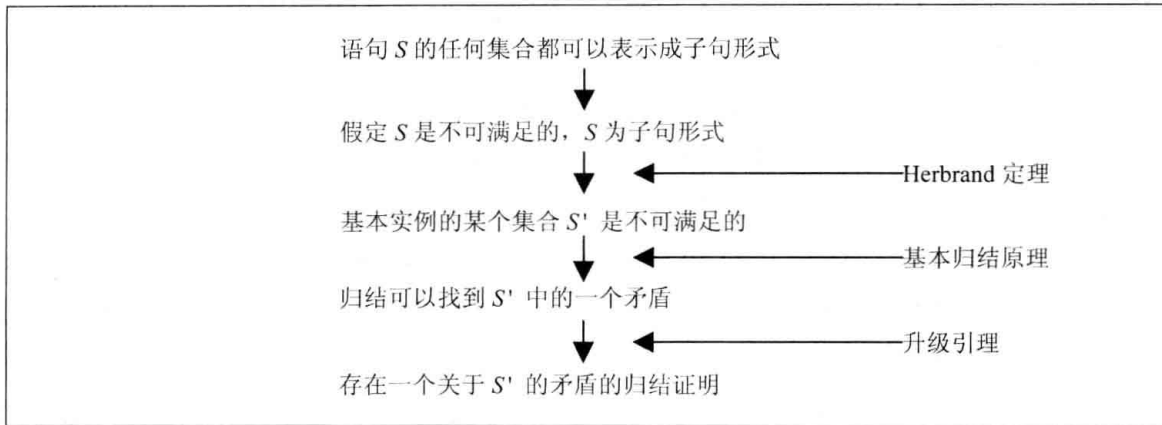 语句 S 的任何集合都可以表示成子句形式
假定 S 是不可满足的，S 为子句形式
Herbrand 定理
基本实例的某个集合 S' 是不可满足的
基本归结原理
归结可以找到 S' 中的一个矛盾
升级引理
存在一个关于 S' 的矛盾的归结证明